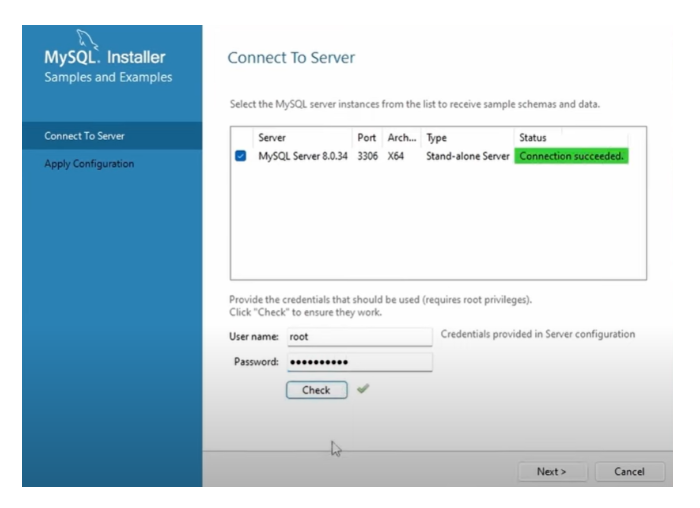 MySQL. Installer
Samples and Examples
Connect To Server
Apply Configuration
Connect To Server
Select the MySQL server instances from the list to receive sample schemas and data.
Server Port Arch... Type Status
MySQL Server 8.0.34 3306 X64 Stand-alone Server Connection succeeded.
Provide the credentials that should be used (requires root privileges).
Click "Check" to ensure they work.
User name: root Credentials provided in Server configuration
Password: ••••••••••
Check
Next > Cancel